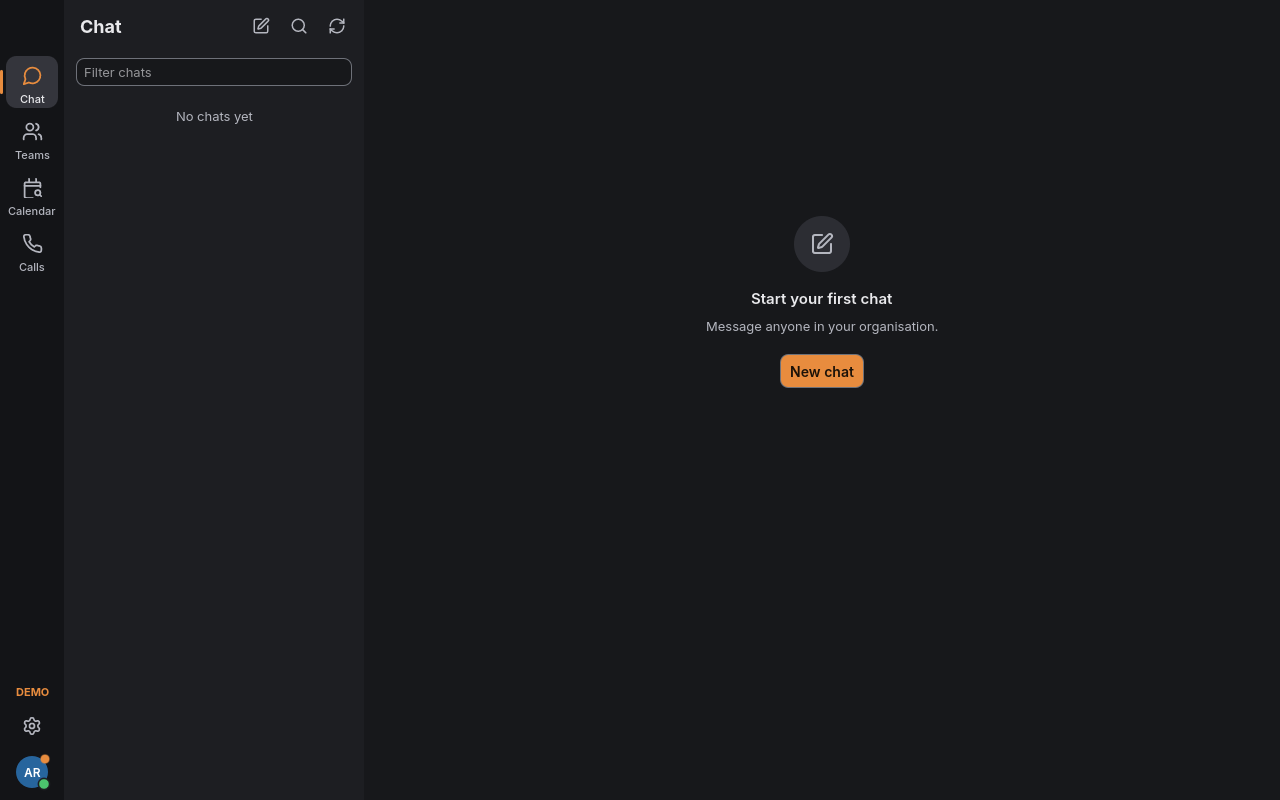 Chat
Filter chats
No chats yet
Chat
Teams
Calendar
Calls
Start your first chat
Message anyone in your organisation.
New chat
DEMO
AR